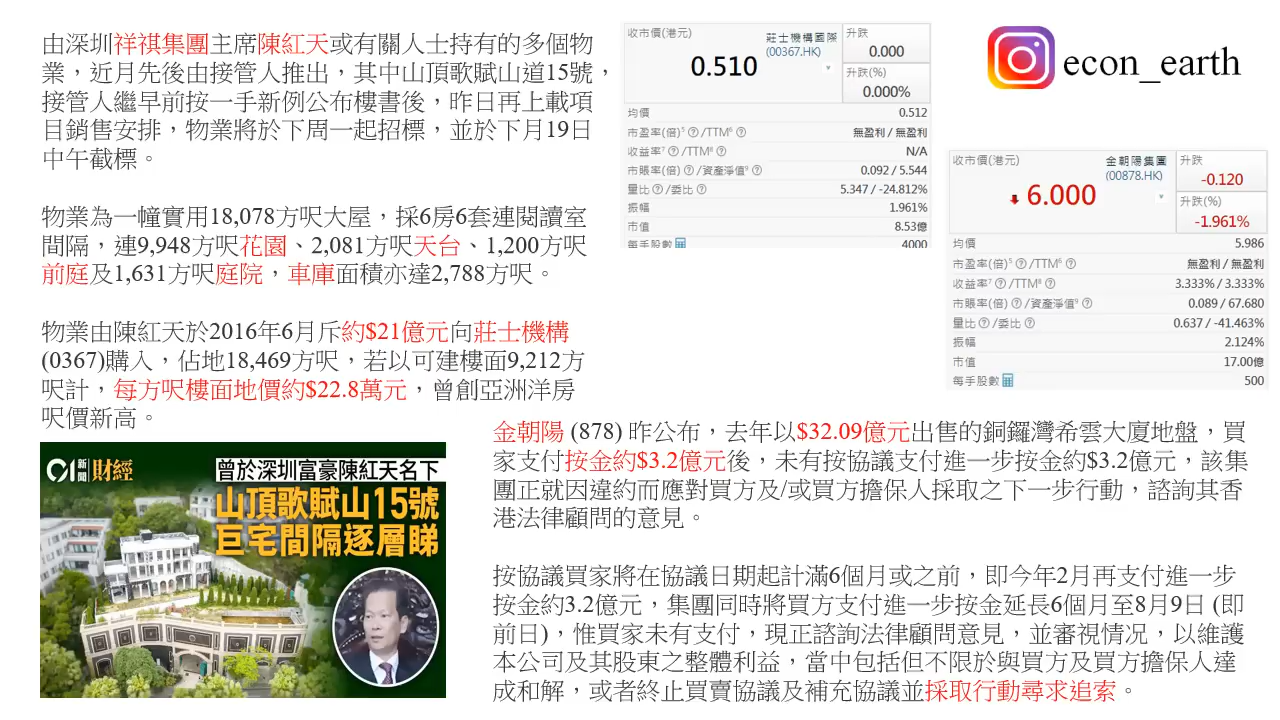 由深圳祥祺集團主席陳紅天或有關人士持有的多個物
業，近月先後由接管人推出，其中山頂歌賦山道15號，
接管人繼早前按一手新例公布樓書後，昨日再上載項
目銷售安排，物業將於下周一起招標，並於下月19日
中午截標。
物業為一幢實用18,078方呎大屋，採6房6套連閱讀室
間隔，連9,948方呎花園、2,081方呎天台、1,200方呎
前庭及1,631方呎庭院，車庫面積亦達2,788方呎。
物業由陳紅天於2016年6月斥約$21億元向莊士機構
(0367)購入，佔地18,469方呎，若以可建樓面9,212方
呎計，每方呎樓面地價約$22.8萬元，曾創亞洲洋房
呎價新高。
01 新聞 財經
曾於深圳富豪陳紅天名下
山頂歌賦山15號
巨宅間隔逐層睇
收市價(港元)
0.510
莊士機構國際
(00367.HK)
升跌
0.000
升跌(%)
0.000%
均價 0.512
市盈率(倍)⁵ ?/TTM⁶ ? 無盈利 / 無盈利
收益率⁷ ?/TTM⁸ ? N/A
市賬率(倍) ?/資產淨值⁹ ? 0.092 / 5.544
量比 ?/委比 ? 5.347 / -24.812%
振幅 1.961%
市值 8.53億
每手股數 4000
econ_earth
收市價(港元)
6.000
金朝陽集團
(00878.HK)
升跌
-0.120
升跌(%)
-1.961%
均價 5.986
市盈率(倍)⁵ ?/TTM⁶ ? 無盈利 / 無盈利
收益率⁷ ?/TTM⁸ ? 3.333% / 3.333%
市賬率(倍) ?/資產淨值⁹ ? 0.089 / 67.680
量比 ?/委比 ? 0.637 / -41.463%
振幅 2.124%
市值 17.00億
每手股數 500
金朝陽 (878) 昨公布，去年以$32.09億元出售的銅鑼灣希雲大廈地盤，買
家支付按金約$3.2億元後，未有按協議支付進一步按金約$3.2億元，該集
團正就因違約而應對買方及/或買方擔保人採取之下一步行動，諮詢其香
港法律顧問的意見。
按協議買家將在協議日期起計滿6個月或之前，即今年2月再支付進一步
按金約3.2億元，集團同時將買方支付進一步按金延長6個月至8月9日 (即
前日)，惟買家未有支付，現正諮詢法律顧問意見，並審視情況，以維護
本公司及其股東之整體利益，當中包括但不限於與買方及買方擔保人達
成和解，或者終止買賣協議及補充協議並採取行動尋求追索。